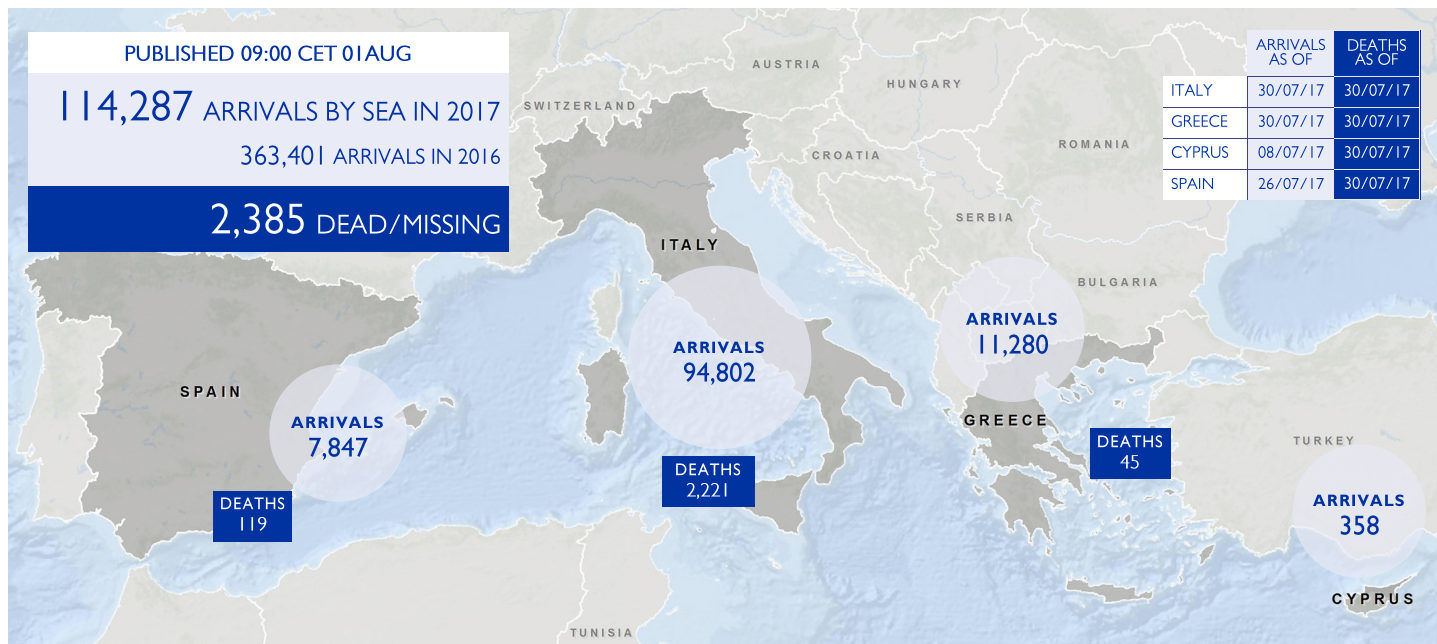 PUBLISHED 09:00 CET 01AUG
114,287 ARRIVALS BY SEA IN 2017
363,401 ARRIVALS IN 2016
2,385 DEAD/MISSING
ARRIVALS AS OF
DEATHS AS OF
ITALY 30/07/17 30/07/17
GREECE 30/07/17 30/07/17
CYPRUS 08/07/17 30/07/17
SPAIN 26/07/17 30/07/17
AUSTRIA
HUNGARY
SWITZERLAND
ROMANIA
CROATIA
SERBIA
ITALY
BULGARIA
ARRIVALS
11,280
ARRIVALS
94,802
SPAIN
ARRIVALS
7,847
GREECE
DEATHS
45
TURKEY
DEATHS
2,221
DEATHS
119
ARRIVALS
358
CYPRUS
TUNISIA